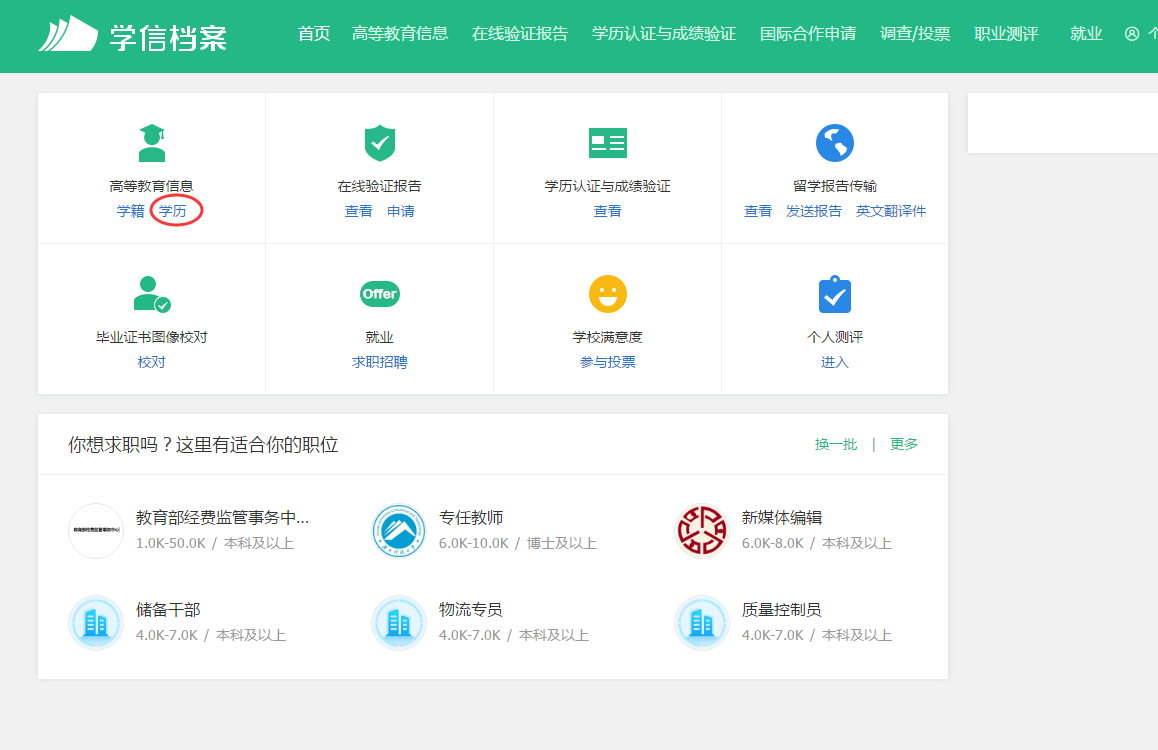 学信档案
首页 高等教育信息 在线验证报告 学历认证与成绩验证 国际合作申请 调查/投票 职业测评 就业 个
高等教育信息
学籍 学历
在线验证报告
查看 申请
学历认证与成绩验证
查看
留学报告传输
查看 发送报告 英文翻译件
毕业证书图像校对
校对
Offer
就业
求职招聘
学校满意度
参与投票
个人测评
进入
你想求职吗？这里有适合你的职位
换一批 | 更多
教育部经费监管事务中...
1.0K-50.0K / 本科及以上
专任教师
6.0K-10.0K / 博士及以上
新媒体编辑
6.0K-8.0K / 本科及以上
储备干部
4.0K-7.0K / 本科及以上
物流专员
4.0K-7.0K / 本科及以上
质量控制员
4.0K-7.0K / 本科及以上